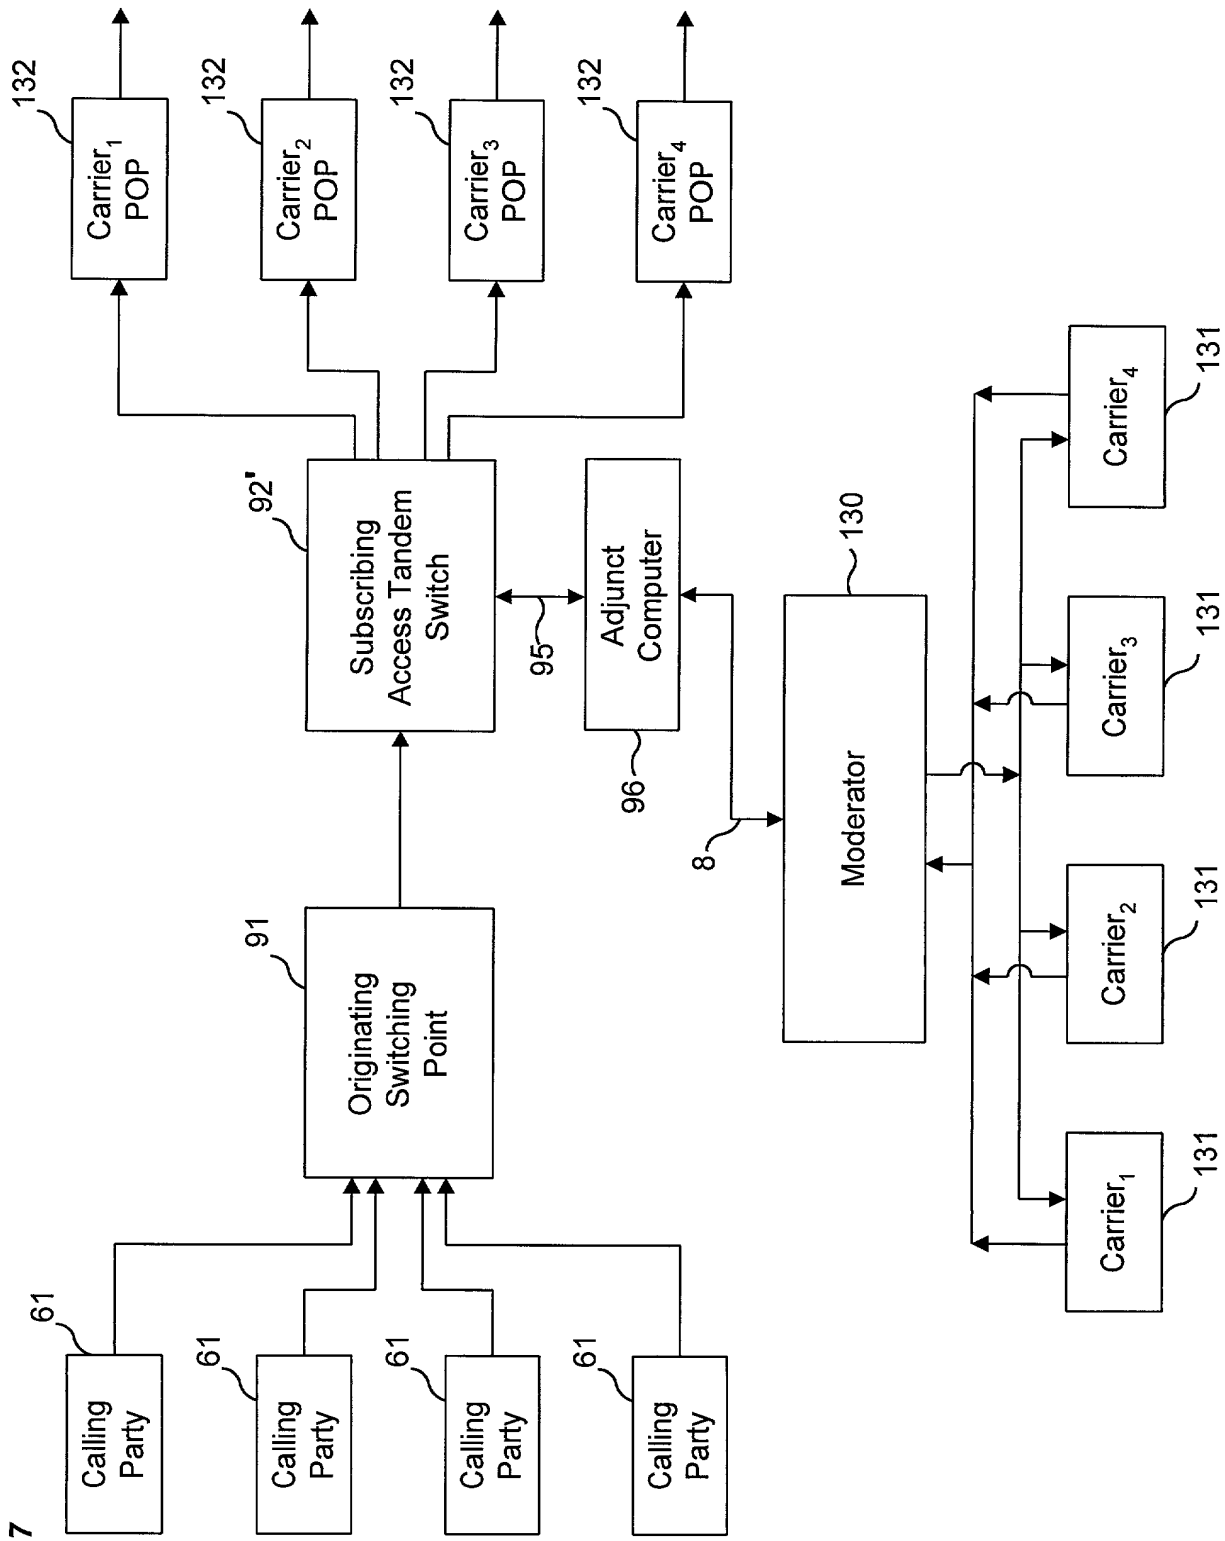 7
61
Calling
Party
61
Calling
Party
61
Calling
Party
61
Calling
Party
91
Originating
Switching
Point
92'
Subscribing
Access Tandem
Switch
95
Adjunct
Computer
96
8
132
Carrier1
POP
132
Carrier2
POP
132
Carrier3
POP
132
Carrier4
POP
Moderator
130
Carrier1
131
Carrier2
131
Carrier3
131
Carrier4
131